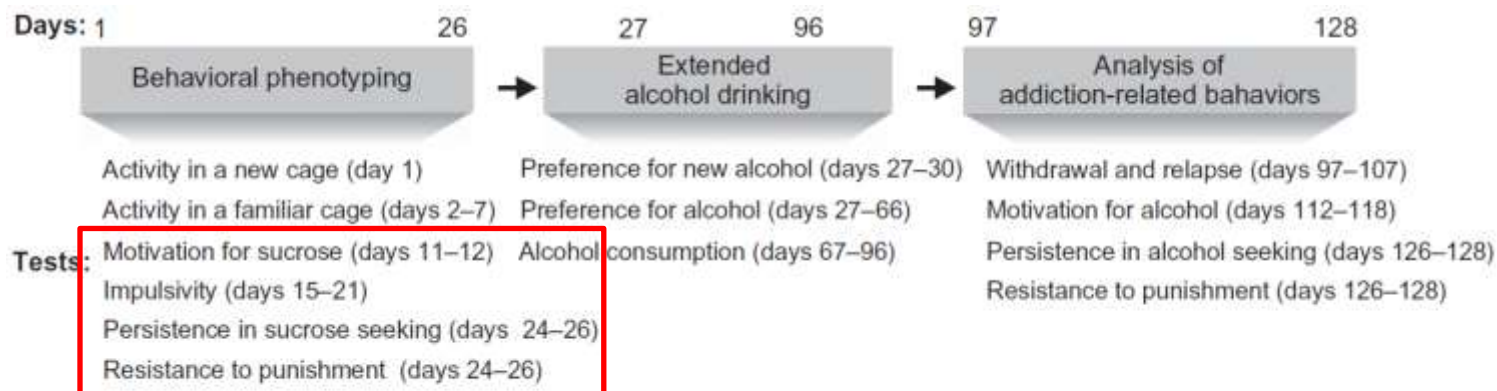 Days: 1 26 27 96 97 128
Behavioral phenotyping
Extended
alcohol drinking
Analysis of
addiction-related bahaviors
Tests:
Activity in a new cage (day 1)
Activity in a familiar cage (days 2–7)
Motivation for sucrose (days 11–12)
Impulsivity (days 15–21)
Persistence in sucrose seeking (days 24–26)
Resistance to punishment (days 24–26)
Preference for new alcohol (days 27–30)
Preference for alcohol (days 27–66)
Alcohol consumption (days 67–96)
Withdrawal and relapse (days 97–107)
Motivation for alcohol (days 112–118)
Persistence in alcohol seeking (days 126–128)
Resistance to punishment (days 126–128)